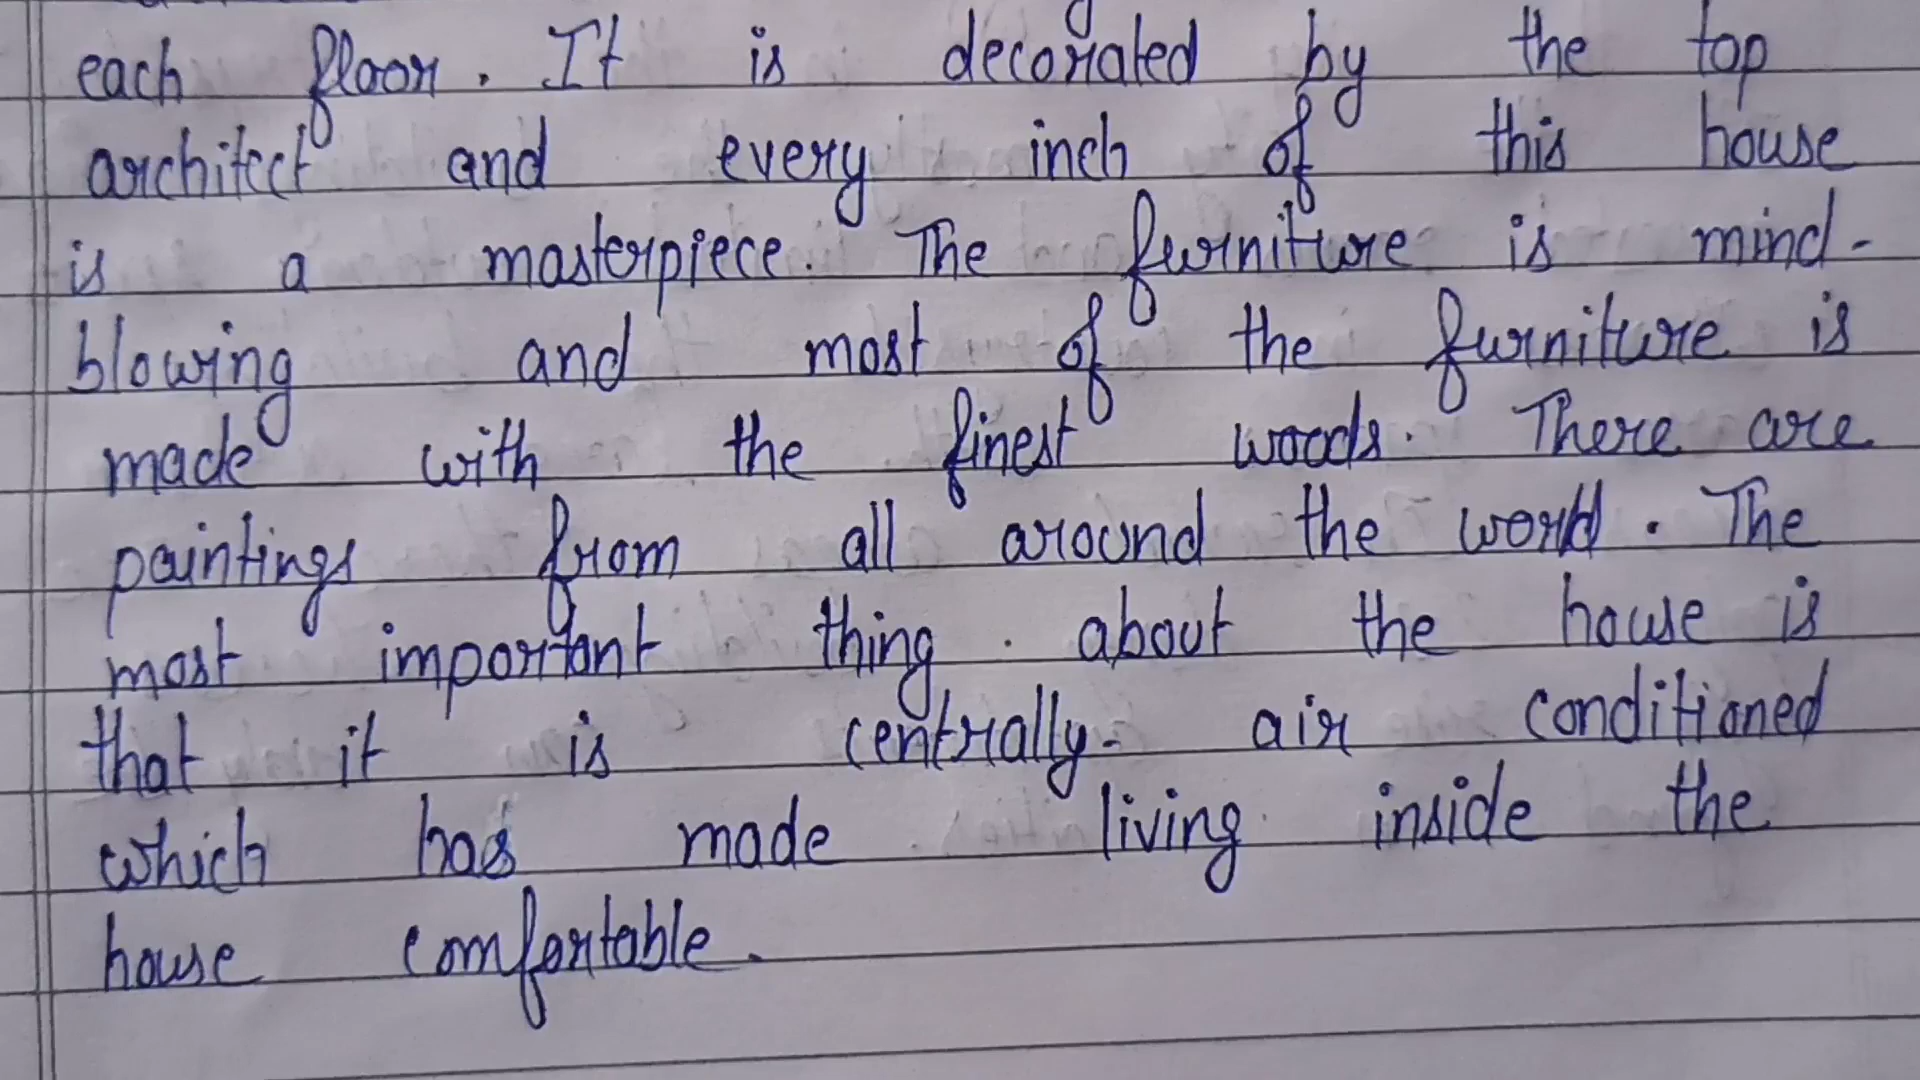 each floor. It is decorated by the top
architect and every inch of this house
is a masterpiece. The furniture is mind-
blowing and most of the furniture is
made with the finest woods. There are
paintings from all around the world. The
most important thing about the house is
that it is centrally- air conditioned
which has made living inside the
house comfortable.